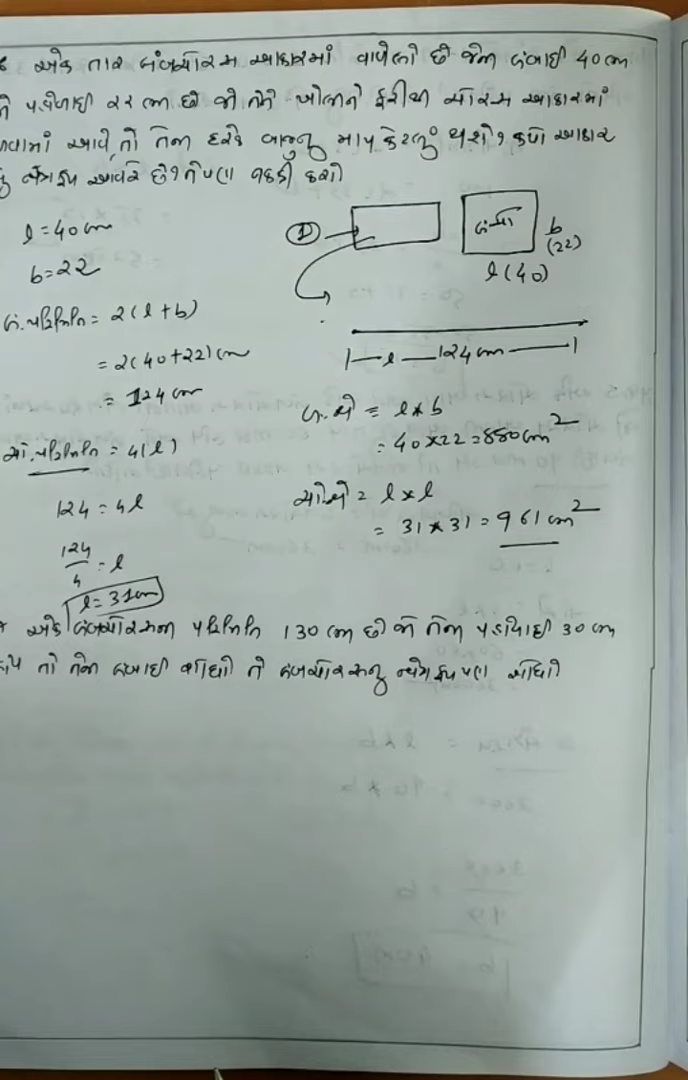 એક તાર લંબચોરસ આકારમાં વાળેલો છે જેના લંબાઈ 40 cm
પહોળાઈ 22 cm છે જો તેને ખોલીને ફરીથી ચોરસ આકારમાં
વાળવામાં આવે તો તેના દરેક બાજુનું માપ કેટલું થશે? કયો આકાર
ક્ષેત્રફળ આવરે છે? તે પણ નક્કી કરો
l = 40 cm
b = 22
લં.પરિમિતિ = 2(l + b)
= 2(40+22) cm
= 124 cm
ચો.પરિમિતિ = 4(l)
124 = 4l
124/4 = l
l = 31 cm
①
b
(22)
l (40)
|— l — 124 cm —|
લ.ક્ષે = l * b
= 40 * 22 = 880 cm²
ચો ક્ષે = l * l
= 31 * 31 = 961 cm²
* એક લંબચોરસના પરિમિતિ 130 cm છે જો તેના પહોળાઈ 30 cm
તો તેના લંબાઈ શોધો તે લંબચોરસનું ક્ષેત્રફળ પણ શોધો